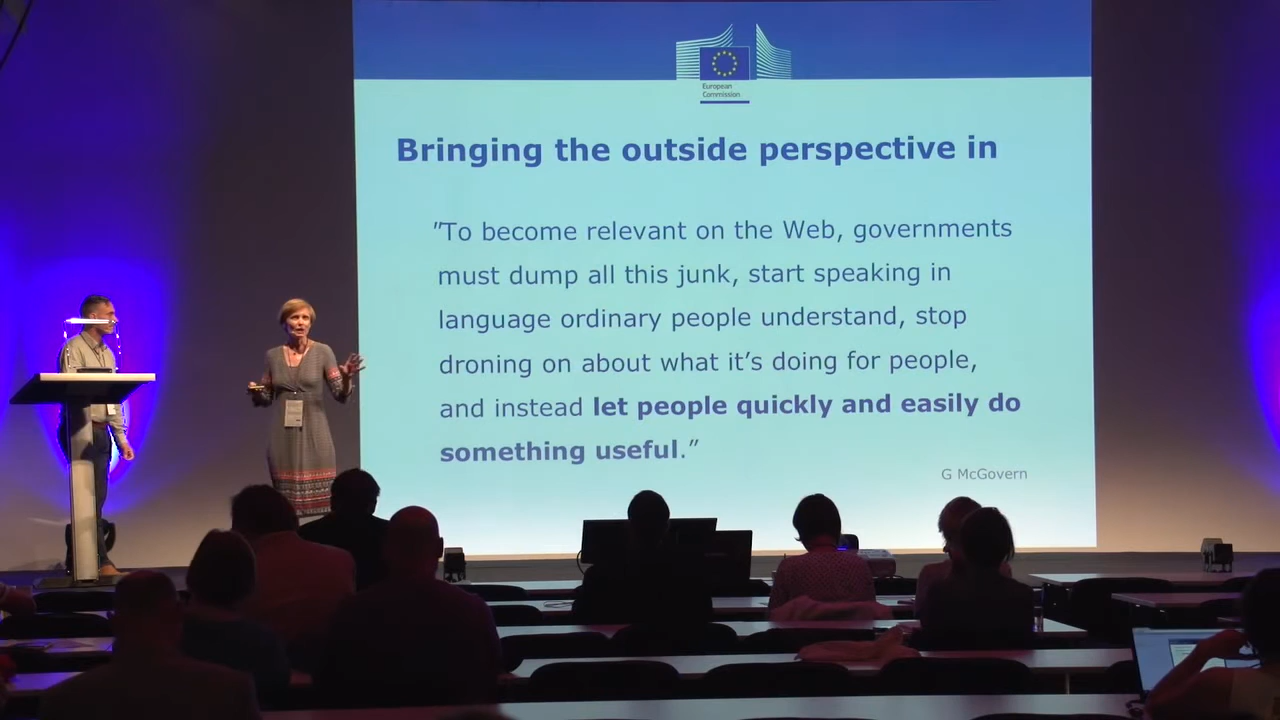 European
Commission
Bringing the outside perspective in
"To become relevant on the Web, governments
must dump all this junk, start speaking in
language ordinary people understand, stop
droning on about what it's doing for people,
and instead let people quickly and easily do
something useful."
G McGovern